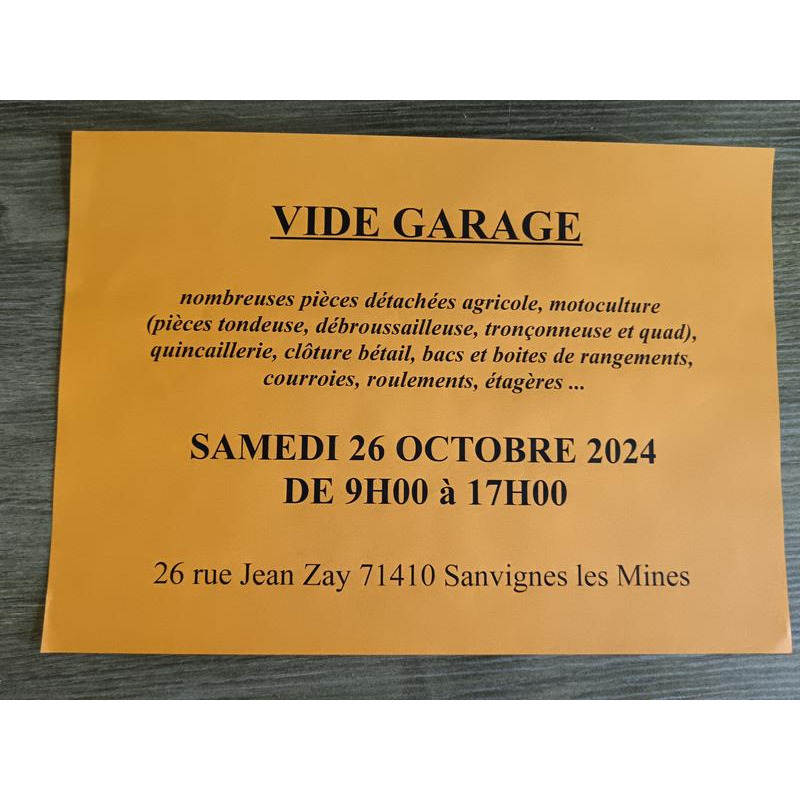 VIDE GARAGE
nombreuses pièces détachées agricole, motoculture
(pièces tondeuse, débroussailleuse, tronçonneuse et quad),
quincaillerie, clôture bétail, bacs et boites de rangements,
courroies, roulements, étagères ...
SAMEDI 26 OCTOBRE 2024
DE 9H00 à 17H00
26 rue Jean Zay 71410 Sanvignes les Mines